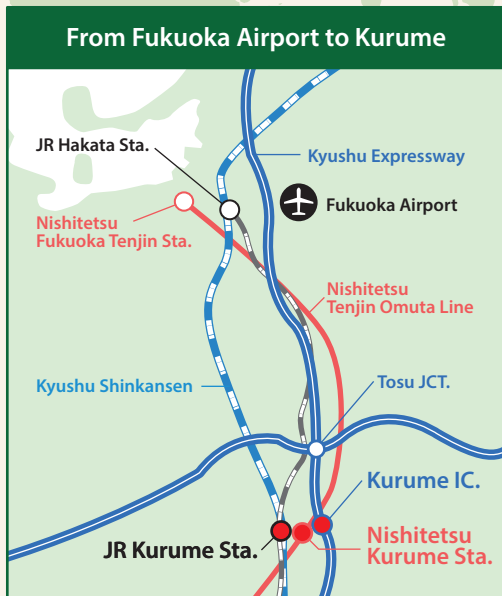 From Fukuoka Airport to Kurume
JR Hakata Sta.
Kyushu Expressway
Fukuoka Airport
Nishitetsu
Fukuoka Tenjin Sta.
Nishitetsu
Tenjin Omuta Line
Kyushu Shinkansen
Tosu JCT.
Kurume IC.
JR Kurume Sta.
Nishitetsu
Kurume Sta.